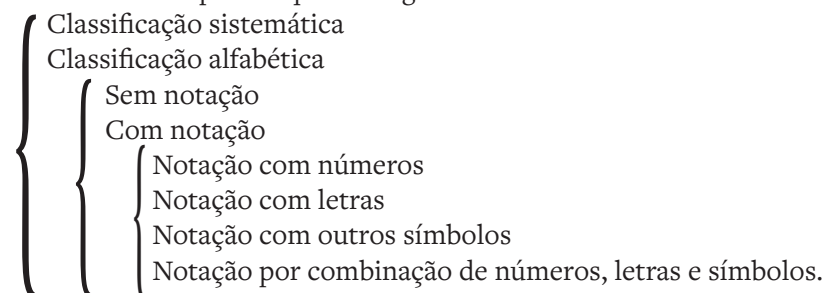 Classificação sistemática
Classificação alfabética
Sem notação
Com notação
Notação com números
Notação com letras
Notação com outros símbolos
Notação por combinação de números, letras e símbolos.